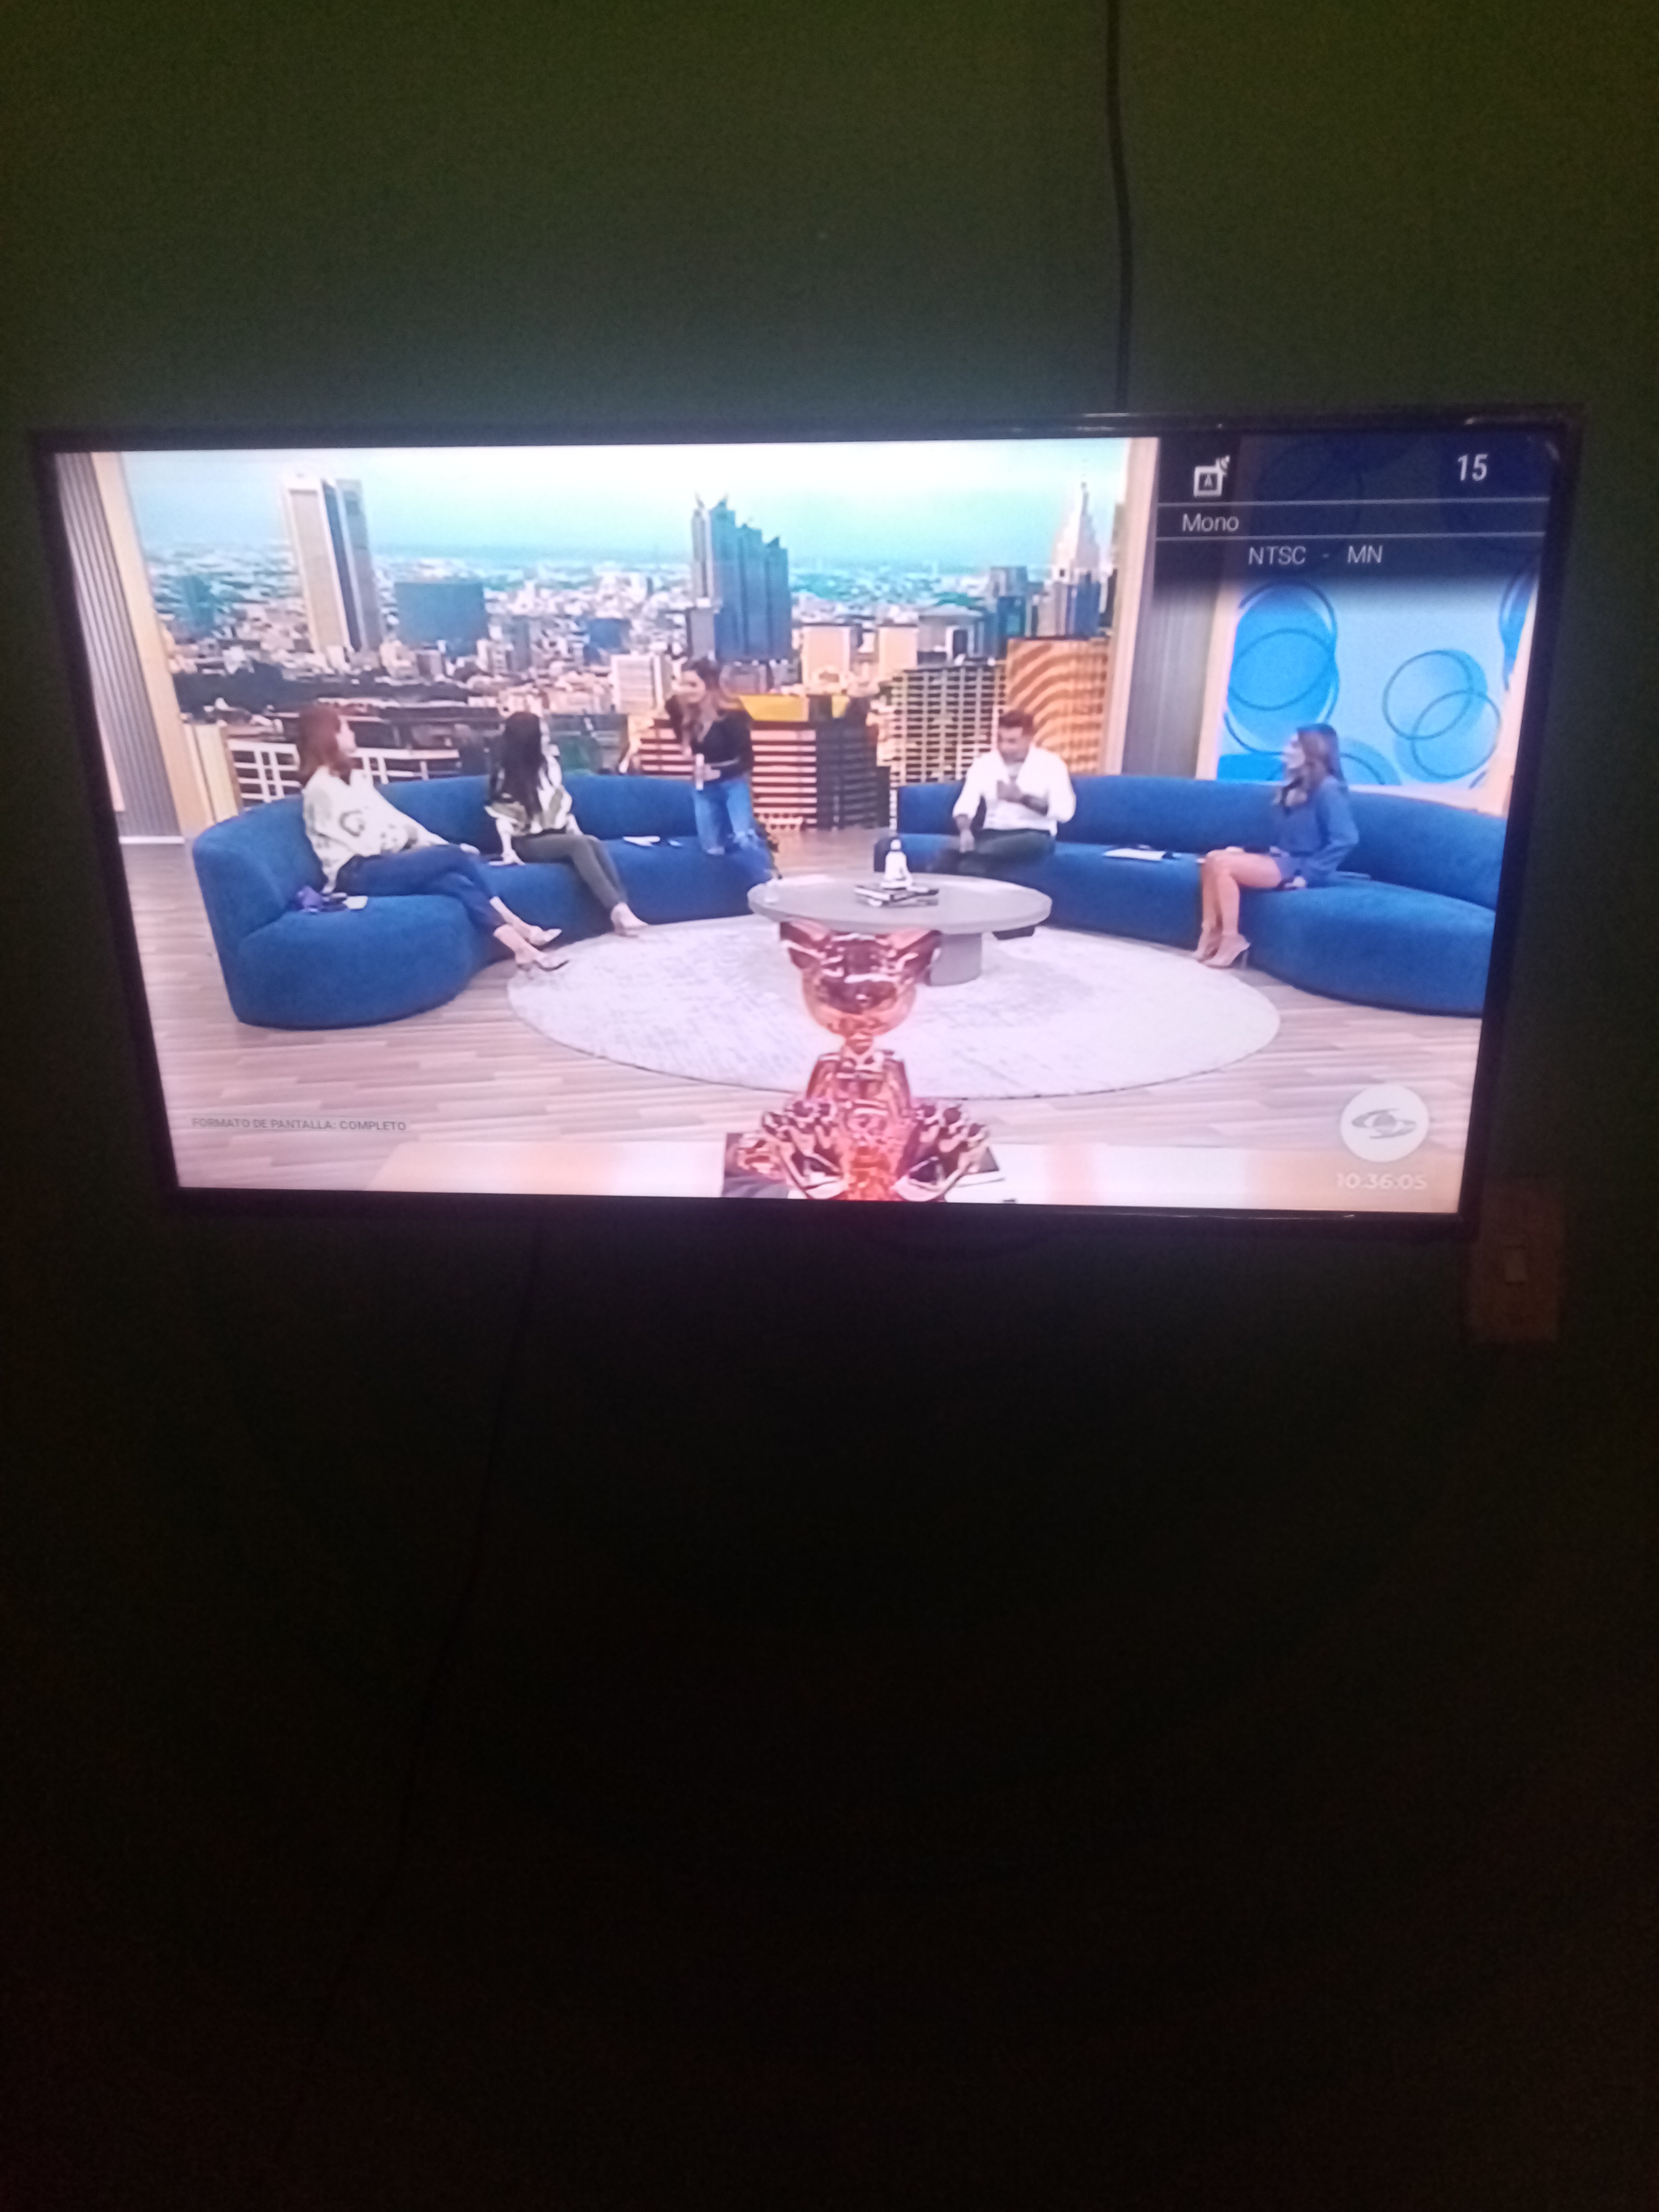 15
Mono
NTSC - MN
FORMATO DE PANTALLA: COMPLETO
10:36:05